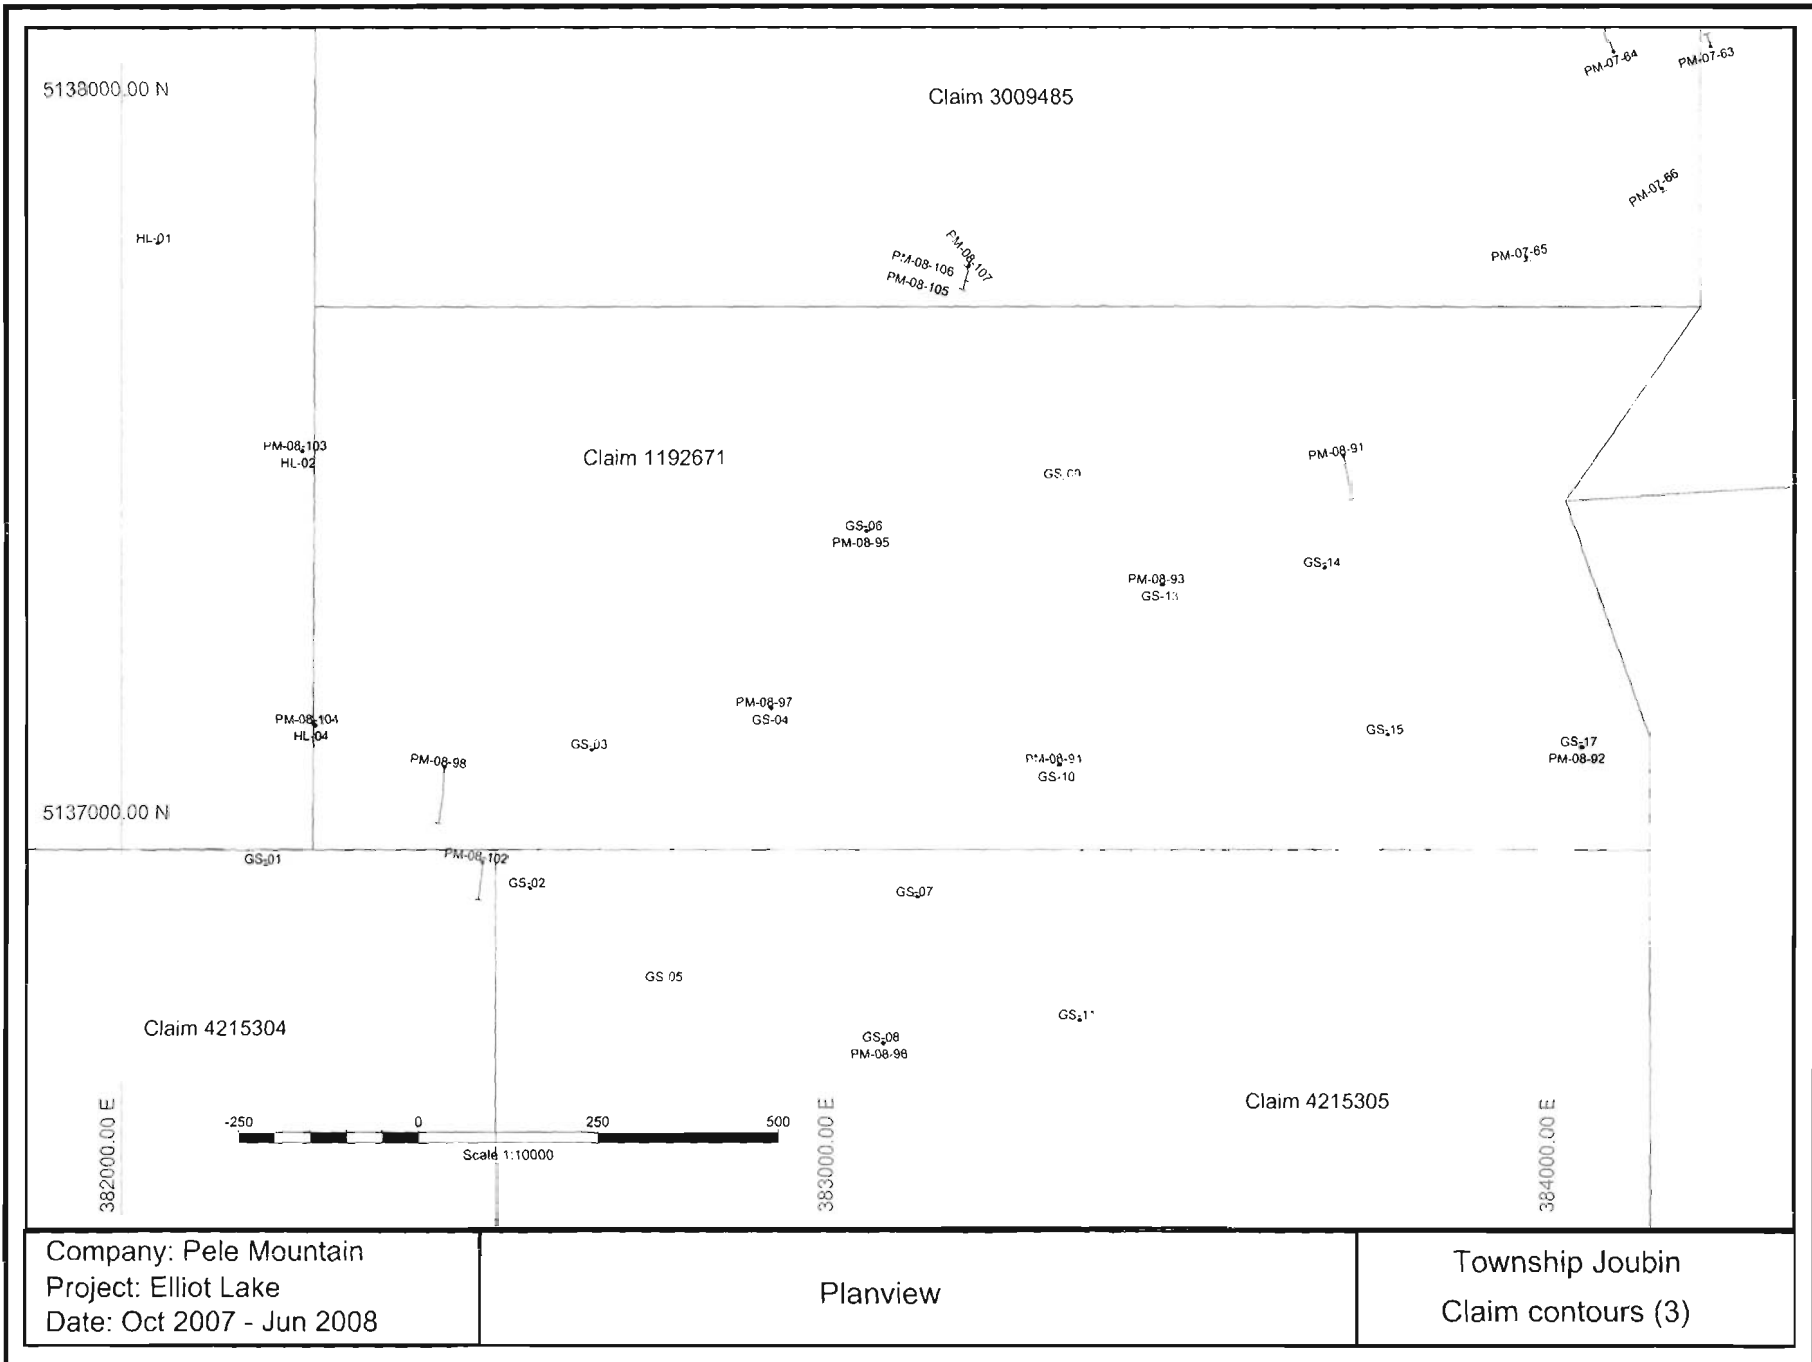 PM-07-64
PM-07-63
5138000.00 N
Claim 3009485
PM-07-66
HL-01
PM-08-107
PM-08-106
PM-08-105
PM-07-65
PM-08-103
HL-02
Claim 1192671
GS-09
PM-08-91
GS-06
PM-08-95
GS-14
PM-08-93
GS-13
PM-08-97
GS-04
PM-08-104
HL-04
GS-03
PM-08-98
GS-15
GS-17
PM-08-92
GS-10
5137000.00 N
GS-01
PM-08-102
GS-02
GS-07
GS-05
Claim 4215304
GS-11
GS-08
Claim 4215305
382000.00 E
383000.00 E
384000.00 E
-250 0 250 500
Scale 1:10000
Company: Pele Mountain
Project: Elliot Lake
Date: Oct 2007 - Jun 2008
Planview
Township Joubin
Claim contours (3)